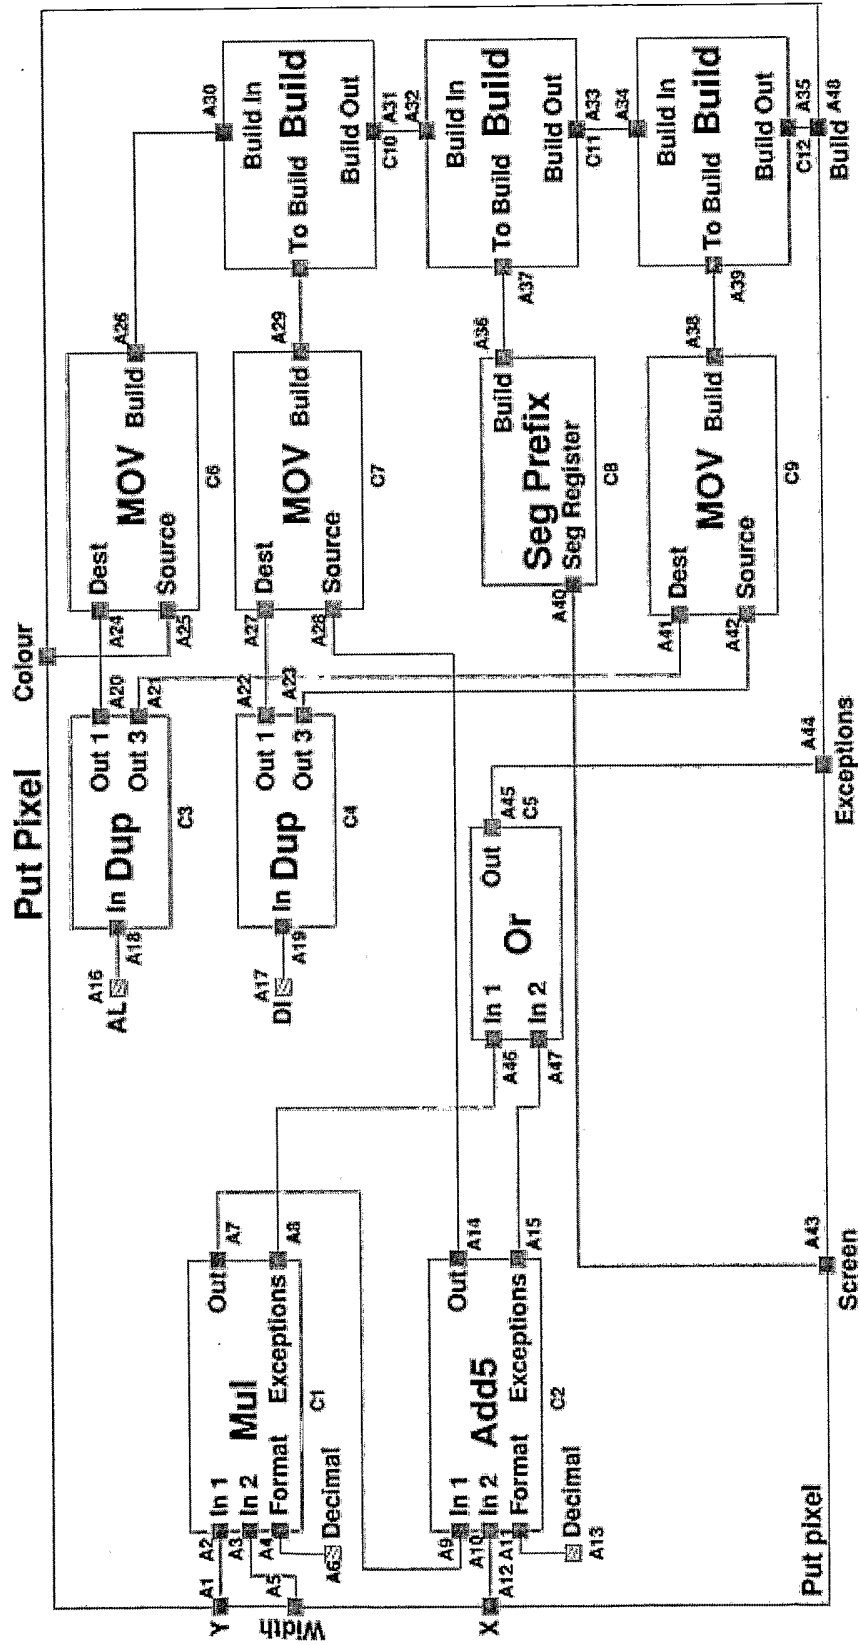 Put Pixel
Colour
Y
A1
A2
In 1
A3
In 2
A4
Format
A5
Width
A6
Decimal
Mul
Out
A7
Exceptions
A8
C1
X
A9
In 1
A10
In 2
A11
A12
Format
Decimal
A13
Add5
Out
A14
Exceptions
A15
C2
A16
AL
A18
In Dup
Out 1
A20
Out 3
A21
C3
A17
DI
A19
In Dup
Out 1
A22
Out 3
A23
C4
A46
In 1
A47
In 2
Or
Out
A45
C5
A24
Dest
A25
Source
MOV
Build
A26
C6
A27
Dest
A28
Source
MOV
Build
A29
C7
Seg Prefix
Seg Register
A40
Build
A36
C8
A41
Dest
A42
Source
MOV
Build
A38
C9
A30
Build In
To Build Build
Build Out
A31
C10
A32
Build In
To Build Build
A37
Build Out
A33
C11
A34
Build In
To Build Build
A39
Build Out
A35
C12
A48
Build
A44
Exceptions
A43
Screen
Put pixel